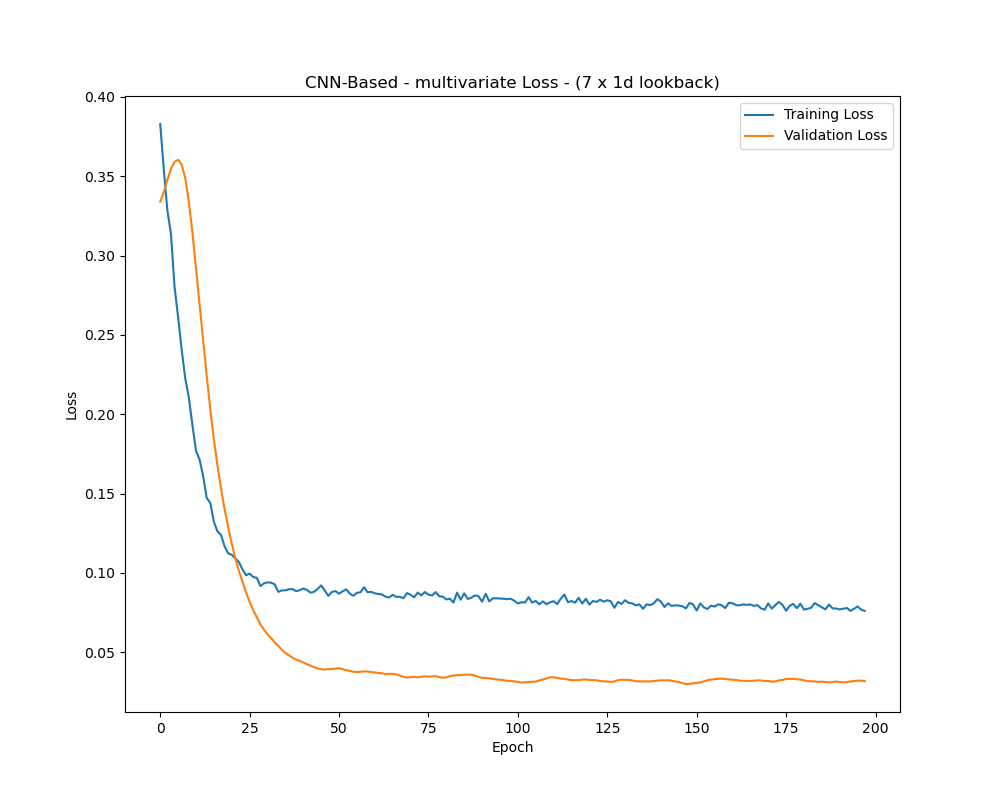 CNN-Based - multivariate Loss - (7 x 1d lookback)
Training Loss
Validation Loss
0.40
0.35
0.30
0.25
0.20
0.15
0.10
0.05
Loss
0 25 50 75 100 125 150 175 200
Epoch